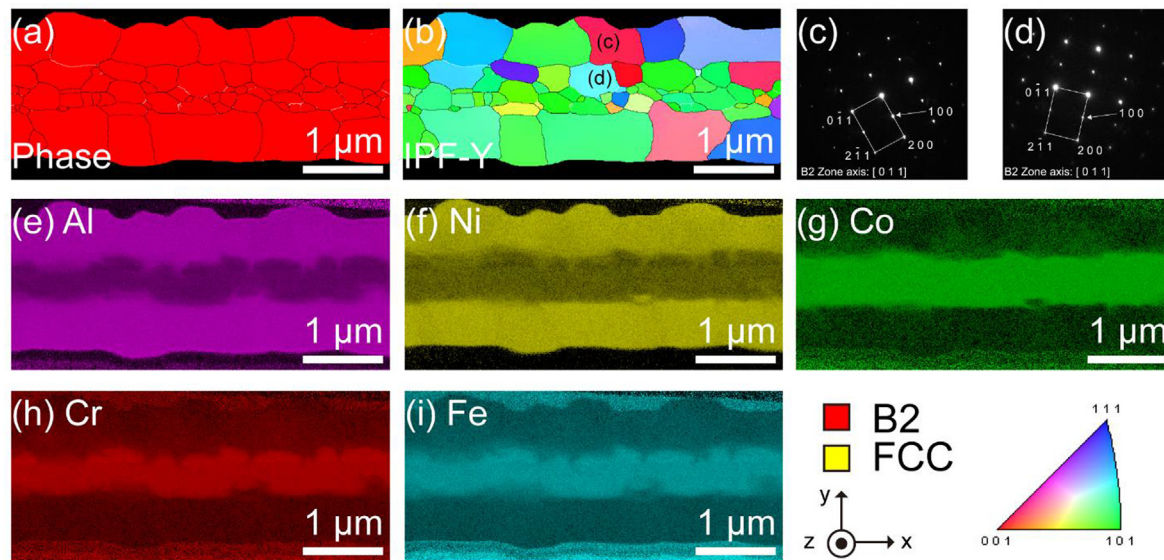 (a)
Phase
1 μm
(b)
(c)
(d)
IPF-Y
1 μm
(c)
0 1̄ 1
1 0 0
2 1̄ 1
2 0 0
B2 Zone axis: [ 0 1 1 ]
(d)
0 1 1
1 0 0
2 1 1
2 0 0
B2 Zone axis: [ 0 1 1 ]
(e) Al
1 μm
(f) Ni
1 μm
(g) Co
1 μm
(h) Cr
1 μm
(i) Fe
1 μm
B2
FCC
y
z
x
1 1 1
0 0 1
1 0 1